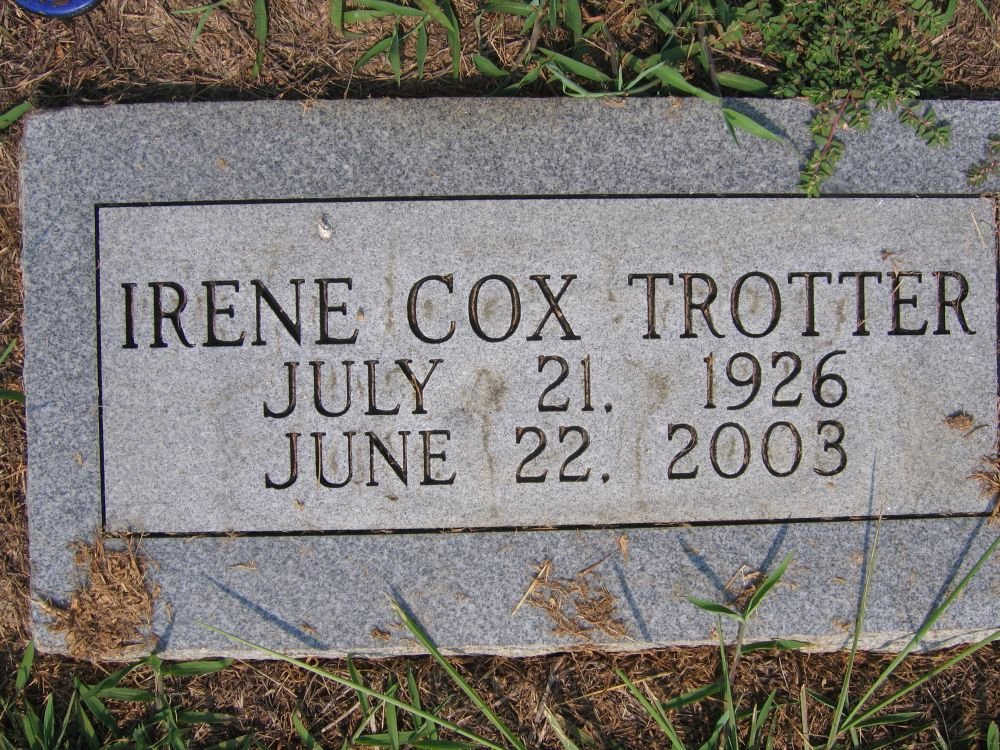 IRENE COX TROTTER
JULY 21, 1926
JUNE 22, 2003